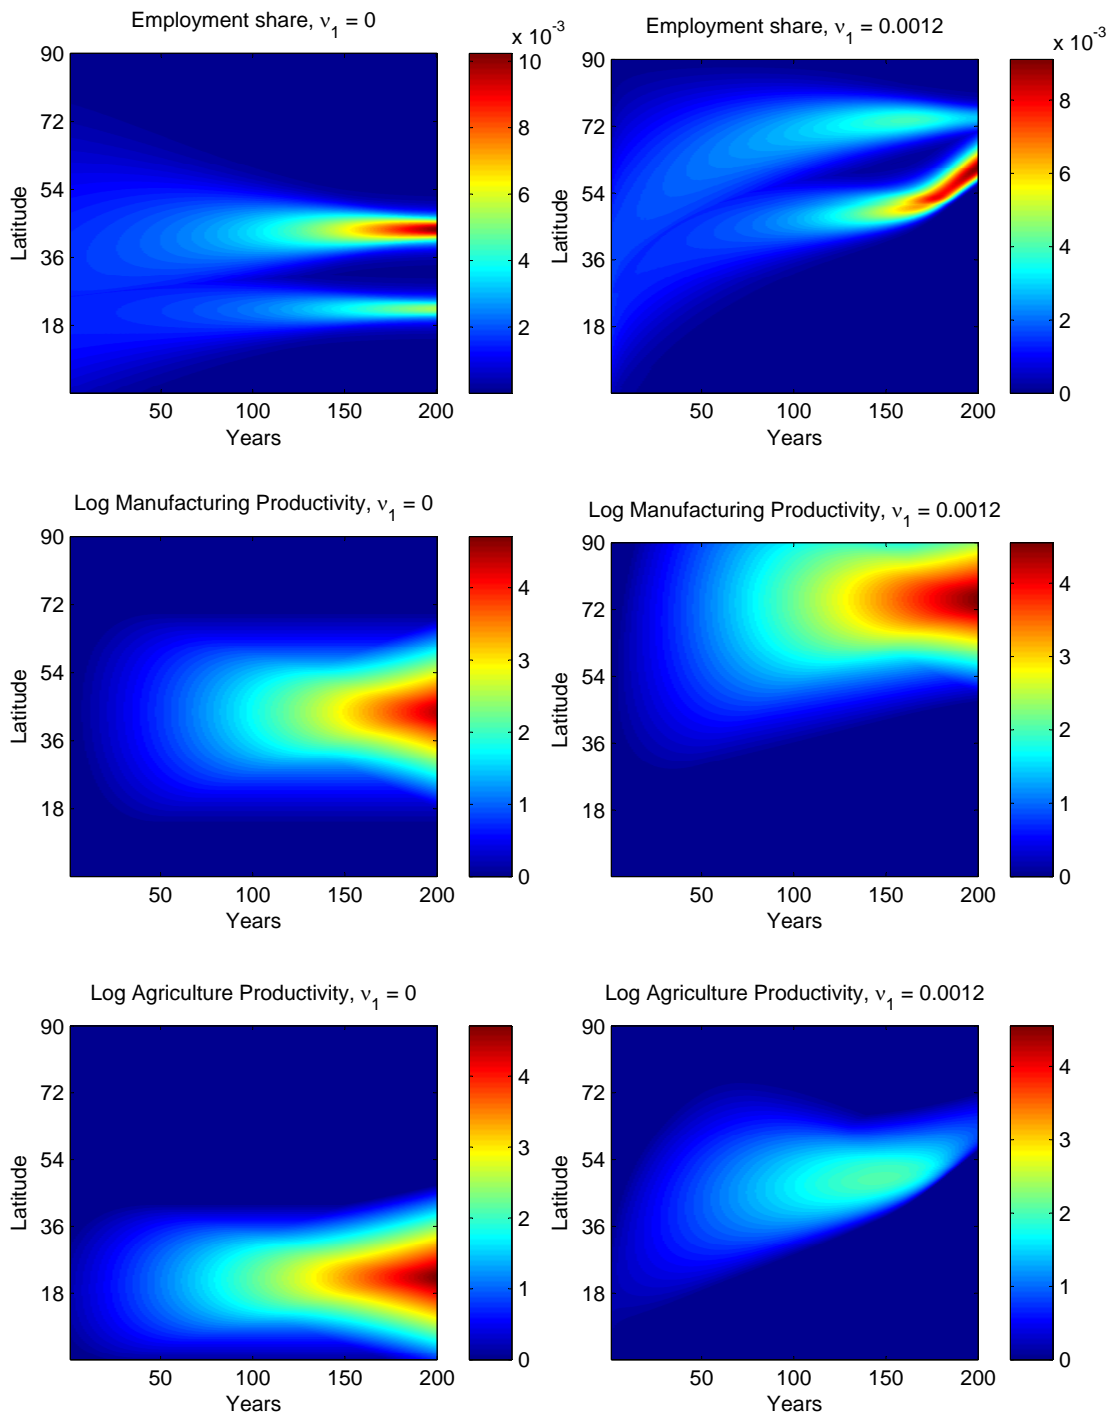 Employment share, ν1 = 0
x 10-3
90
72
54
36
18
Latitude
50 100 150 200
Years
10
8
6
4
2
Employment share, ν1 = 0.0012
x 10-3
90
72
54
36
18
Latitude
50 100 150 200
Years
8
6
4
2
0
Log Manufacturing Productivity, ν1 = 0
90
72
54
36
18
Latitude
50 100 150 200
Years
4
3
2
1
0
Log Manufacturing Productivity, ν1 = 0.0012
90
72
54
36
18
Latitude
50 100 150 200
Years
4
3
2
1
0
Log Agriculture Productivity, ν1 = 0
90
72
54
36
18
Latitude
50 100 150 200
Years
4
3
2
1
0
Log Agriculture Productivity, ν1 = 0.0012
90
72
54
36
18
Latitude
50 100 150 200
Years
4
3
2
1
0